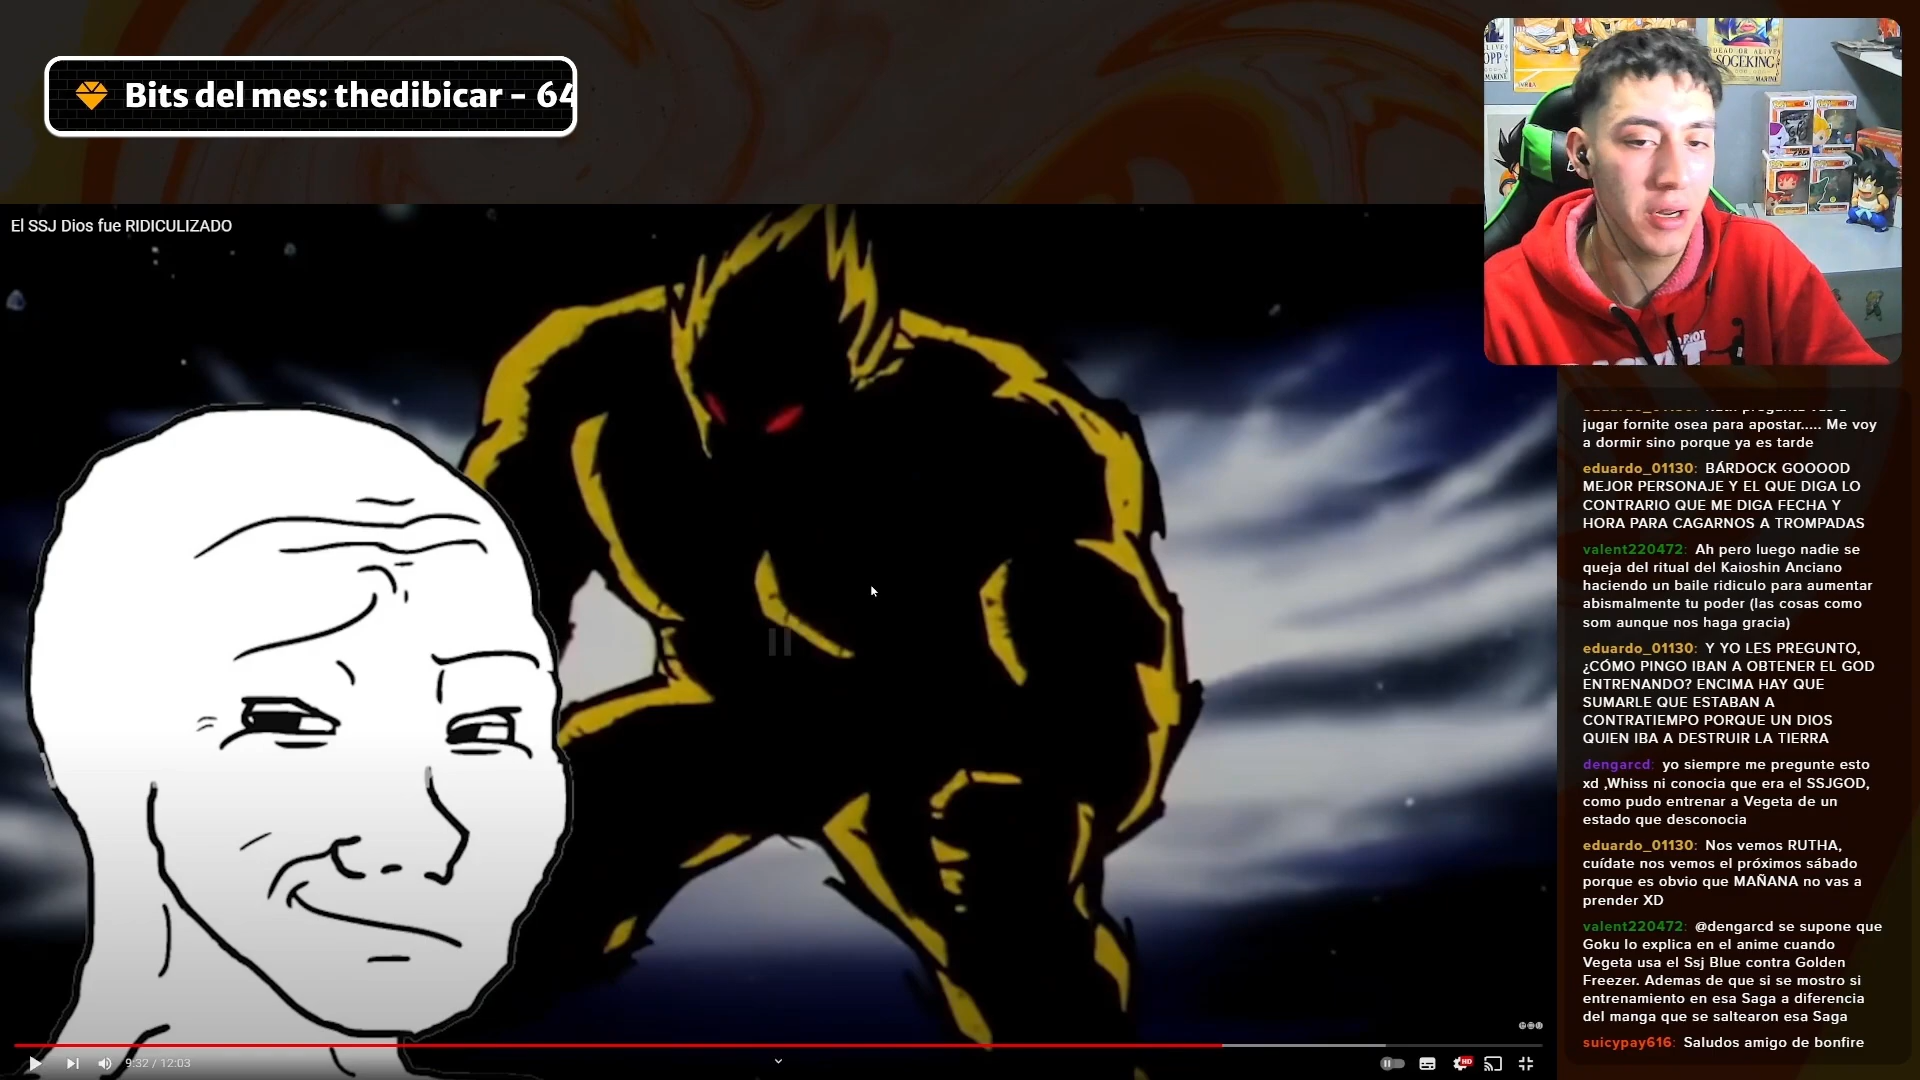 Bits del mes: thedibicar - 64
El SSJ Dios fue RIDICULIZADO
DEAD OR ALIVE
SOGEKING
MARINE
jugar fornite osea para apostar..... Me voy
a dormir sino porque ya es tarde
eduardo_01130: BÁRDOCK GOOOOD
MEJOR PERSONAJE Y EL QUE DIGA LO
CONTRARIO QUE ME DIGA FECHA Y
HORA PARA CAGARNOS A TROMPADAS
valent220472: Ah pero luego nadie se
queja del ritual del Kaioshin Anciano
haciendo un baile ridiculo para aumentar
abismalmente tu poder (las cosas como
som aunque nos haga gracia)
eduardo_01130: Y YO LES PREGUNTO,
¿CÓMO PINGO IBAN A OBTENER EL GOD
ENTRENANDO? ENCIMA HAY QUE
SUMARLE QUE ESTABAN A
CONTRATIEMPO PORQUE UN DIOS
QUIEN IBA A DESTRUIR LA TIERRA
dengarcd: yo siempre me pregunte esto
xd ,Whiss ni conocia que era el SSJGOD,
como pudo entrenar a Vegeta de un
estado que desconocia
eduardo_01130: Nos vemos RUTHA,
cuídate nos vemos el próximos sábado
porque es obvio que MAÑANA no vas a
prender XD
valent220472: @dengarcd se supone que
Goku lo explica en el anime cuando
Vegeta usa el Ssj Blue contra Golden
Freezer. Ademas de que si se mostro si
entrenamiento en esa Saga a diferencia
del manga que se saltearon esa Saga
suicypay616: Saludos amigo de bonfire
9:32 / 12:03
HD